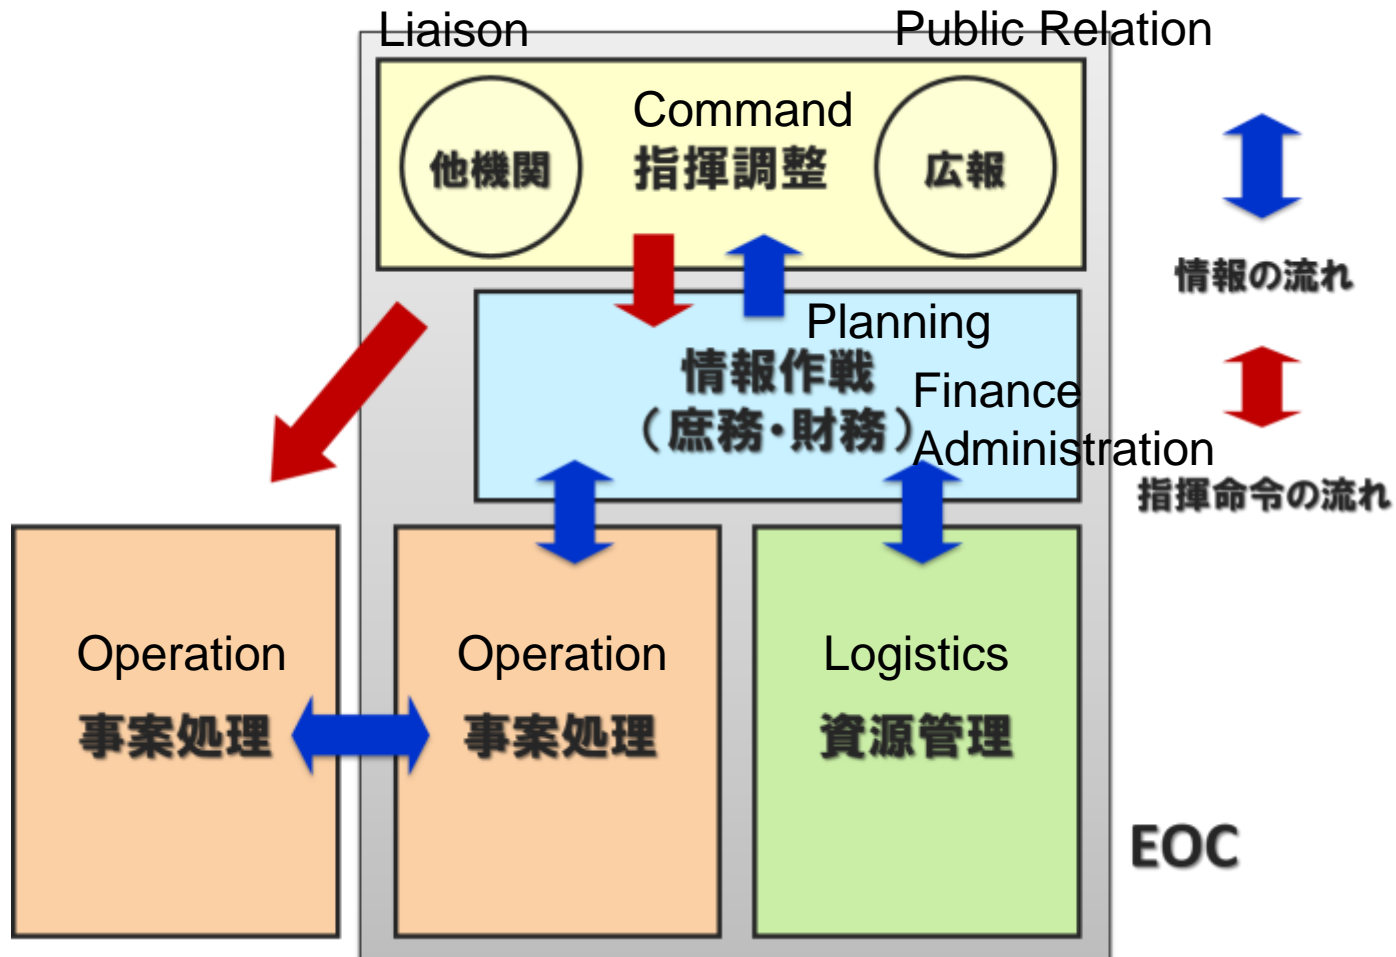 Liaison
Public Relation
Command
他機関
指揮調整
広報
情報の流れ
Planning
情報作戦
Finance
（庶務・財務）
Administration
指揮命令の流れ
Operation
Operation
Logistics
事案処理
事案処理
資源管理
EOC